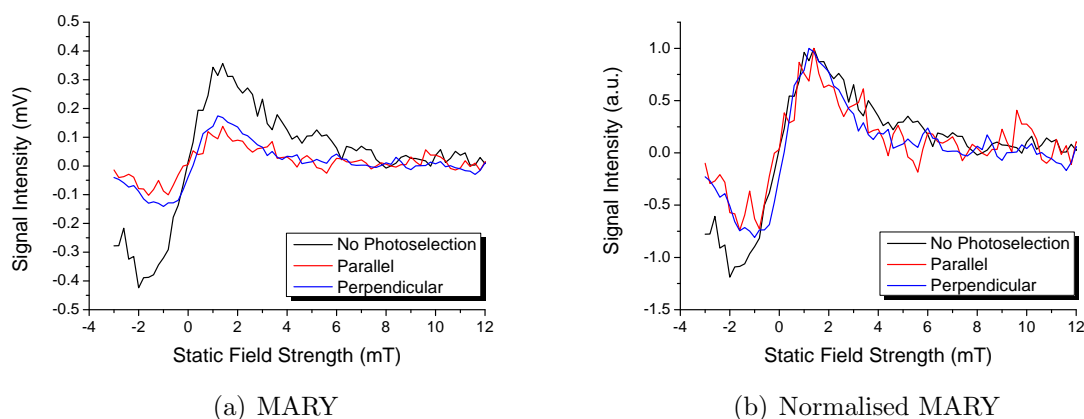 0.5
0.4
0.3
0.2
0.1
0.0
-0.1
-0.2
-0.3
-0.4
-0.5
Signal Intensity (mV)
No Photoselection
Parallel
Perpendicular
-4 -2 0 2 4 6 8 10 12
Static Field Strength (mT)
(a) MARY
1.0
0.5
0.0
-0.5
-1.0
-1.5
Signal Intensity (a.u.)
No Photoselection
Parallel
Perpendicular
-4 -2 0 2 4 6 8 10 12
Static Field Strength (mT)
(b) Normalised MARY